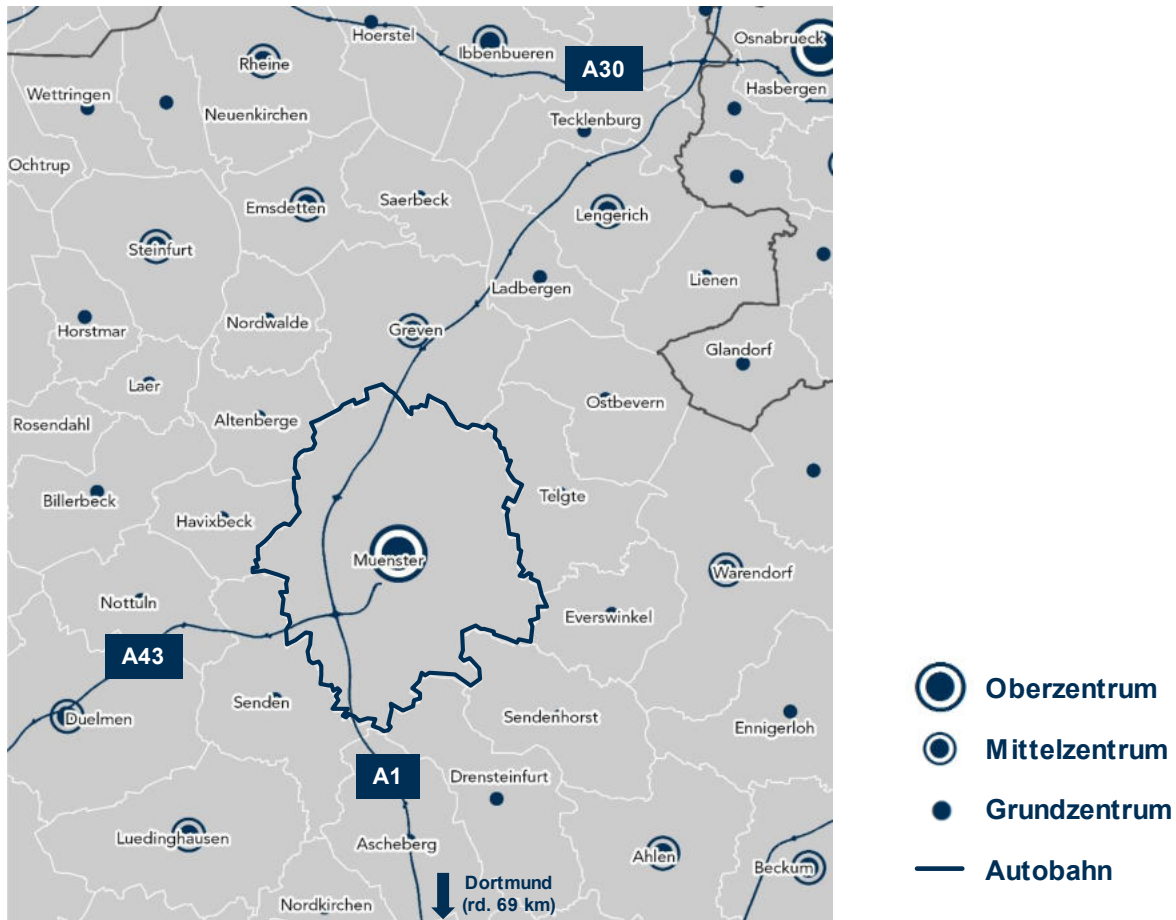 Hoerstel
Ibbenbueren
Osnabrueck
Rheine
A30
Hasbergen
Wettringen
Neuenkirchen
Tecklenburg
Ochtrup
Emsdetten
Saerbeck
Lengerich
Steinfurt
Ladbergen
Lienen
Horstmar
Nordwalde
Greven
Glandorf
Laer
Rosendahl
Altenberge
Ostbevern
Billerbeck
Havixbeck
Telgte
Muenster
Warendorf
Nottuln
Everswinkel
A43
Senden
Duelmen
Sendenhorst
Ennigerloh
A1
Drensteinfurt
Luedinghausen
Ascheberg
Ahlen
Beckum
Nordkirchen
Dortmund
(rd. 69 km)
Oberzentrum
Mittelzentrum
Grundzentrum
Autobahn